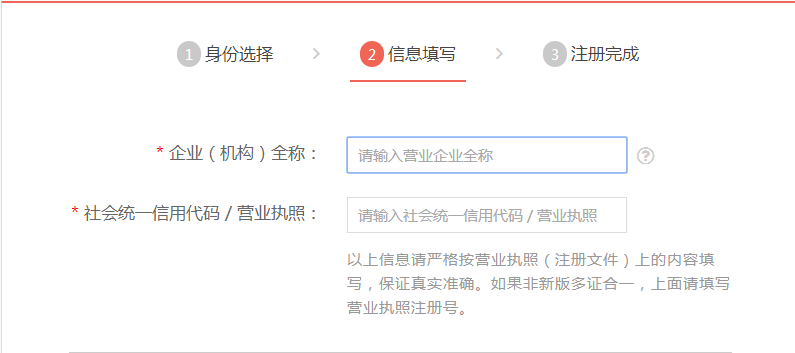 1 身份选择 2 信息填写 3 注册完成
* 企业（机构）全称： 请输入营业企业全称 ?
* 社会统一信用代码 / 营业执照： 请输入社会统一信用代码 / 营业执照
以上信息请严格按营业执照（注册文件）上的内容填
写，保证真实准确。如果非新版多证合一，上面请填写
营业执照注册号。